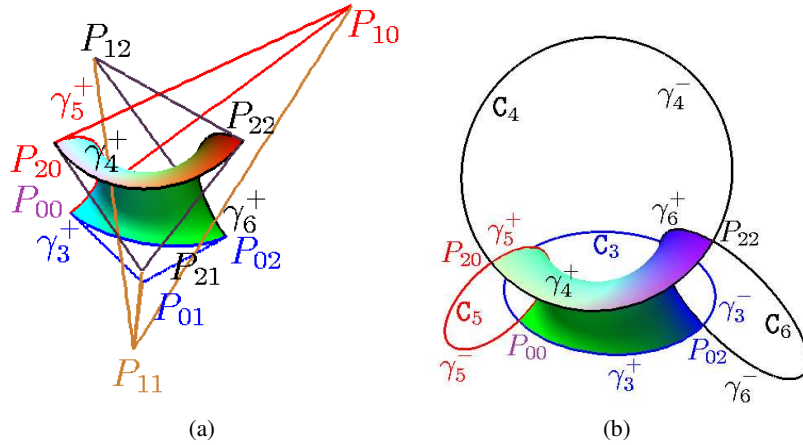 P₁₂
P₁₀
γ₅⁺
P₂₂
γ₄⁺
P₂₀
P₀₀
γ₆⁺
γ₃⁺
P₂₁
P₀₂
P₀₁
P₁₁
(a)
C₄
γ₄⁻
γ₆⁺
γ₅⁺
C₃
P₂₂
P₂₀
γ₄⁺
C₅
γ₃⁻
C₆
P₀₀
P₀₂
γ₅⁻
γ₃⁺
γ₆⁻
(b)